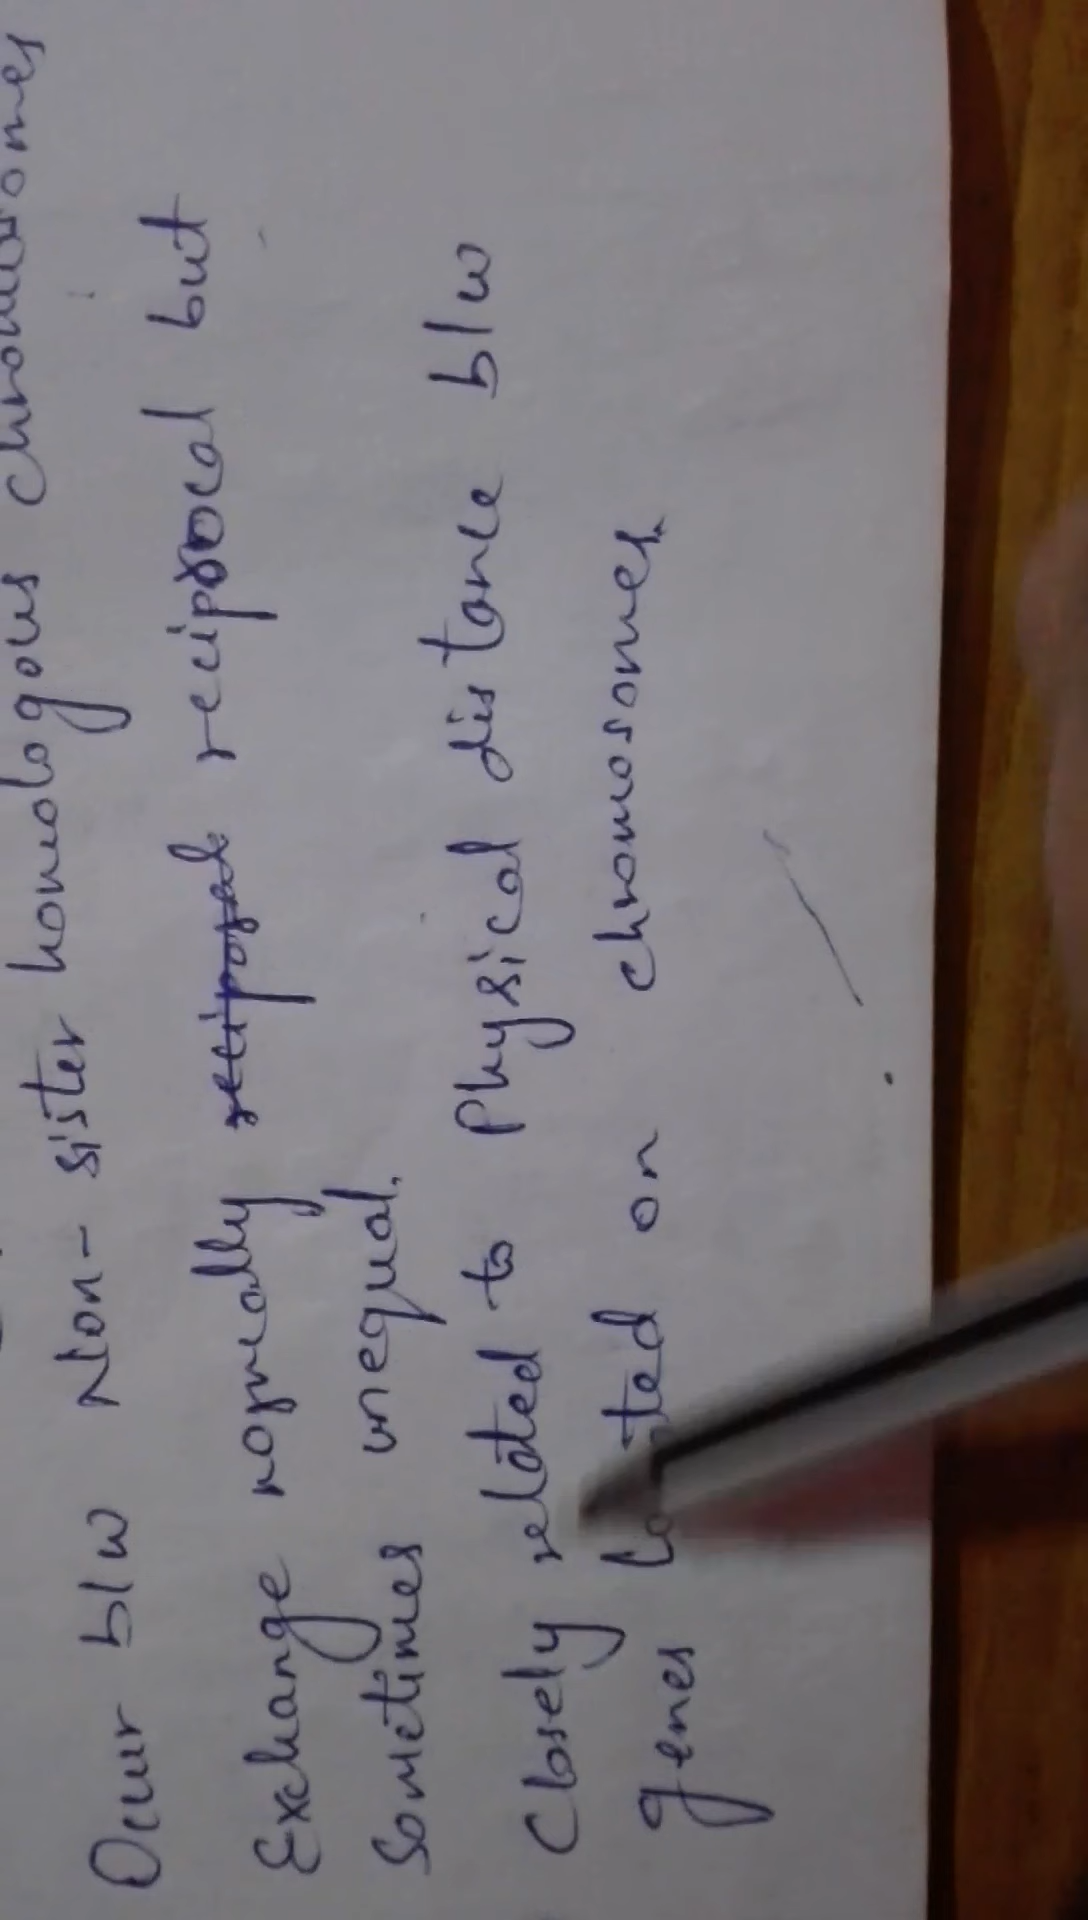 Occur b/w Non-sister homologous chromosomes
Exchange normally reciprocal but
Sometimes unequal.
Closely related to Physical distance b/w
genes on chromosomes.